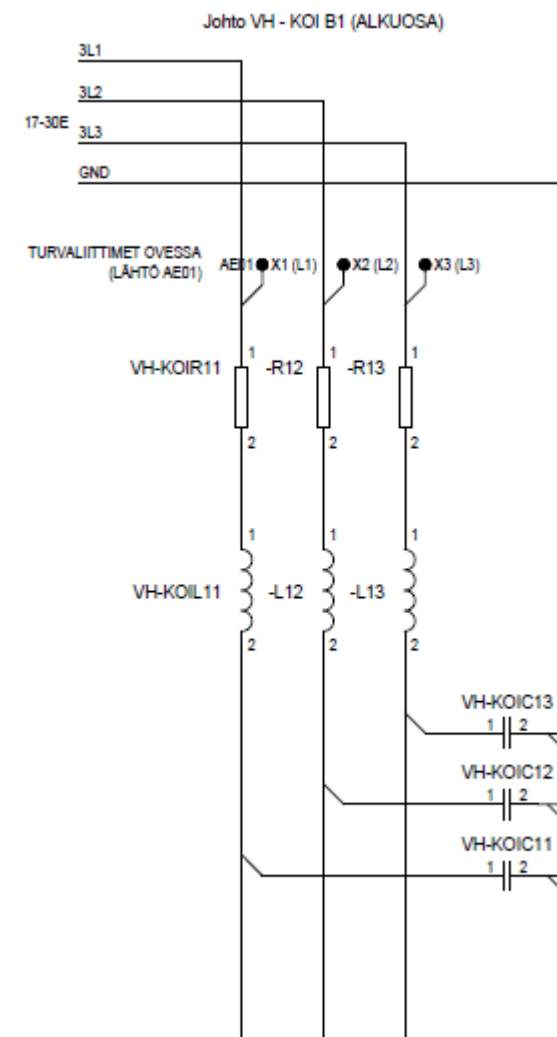 Johto VH - KOI B1 (ALKUOSA)
3L1
3L2
17-30E
3L3
GND
TURVALIITTIMET OVESSA
(LÄHTÖ AE01)
AE01 X1 (L1) X2 (L2) X3 (L3)
1 1 1
VH-KOIR11 -R12 -R13
2 2 2
1 1 1
VH-KOIL11 -L12 -L13
2 2 2
VH-KOIC13
1 2
VH-KOIC12
1 2
VH-KOIC11
1 2